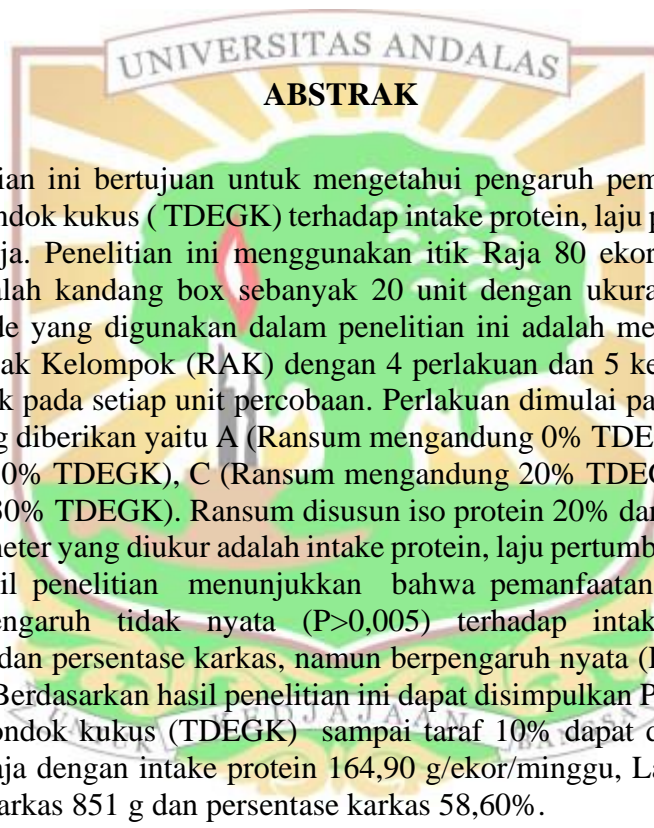 UNIVERSITAS ANDALAS
ABSTRAK
ian ini bertujuan untuk mengetahui pengaruh pem
ndok kukus ( TDEGK) terhadap intake protein, laju p
ja. Penelitian ini menggunakan itik Raja 80 ekor
alah kandang box sebanyak 20 unit dengan ukura
de yang digunakan dalam penelitian ini adalah me
ak Kelompok (RAK) dengan 4 perlakuan dan 5 ke
k pada setiap unit percobaan. Perlakuan dimulai pa
g diberikan yaitu A (Ransum mengandung 0% TDE
0% TDEGK), C (Ransum mengandung 20% TDEG
30% TDEGK). Ransum disusun iso protein 20% dan
neter yang diukur adalah intake protein, laju pertumb
il penelitian menunjukkan bahwa pemanfaatan
engaruh tidak nyata (P>0,005) terhadap intak
dan persentase karkas, namun berpengaruh nyata (
Berdasarkan hasil penelitian ini dapat disimpulkan P
ondok kukus (TDEGK) sampai taraf 10% dapat d
aja dengan intake protein 164,90 g/ekor/minggu, La
arkas 851 g dan persentase karkas 58,60%.
UNTUK KEDJAJAAN BANGSA